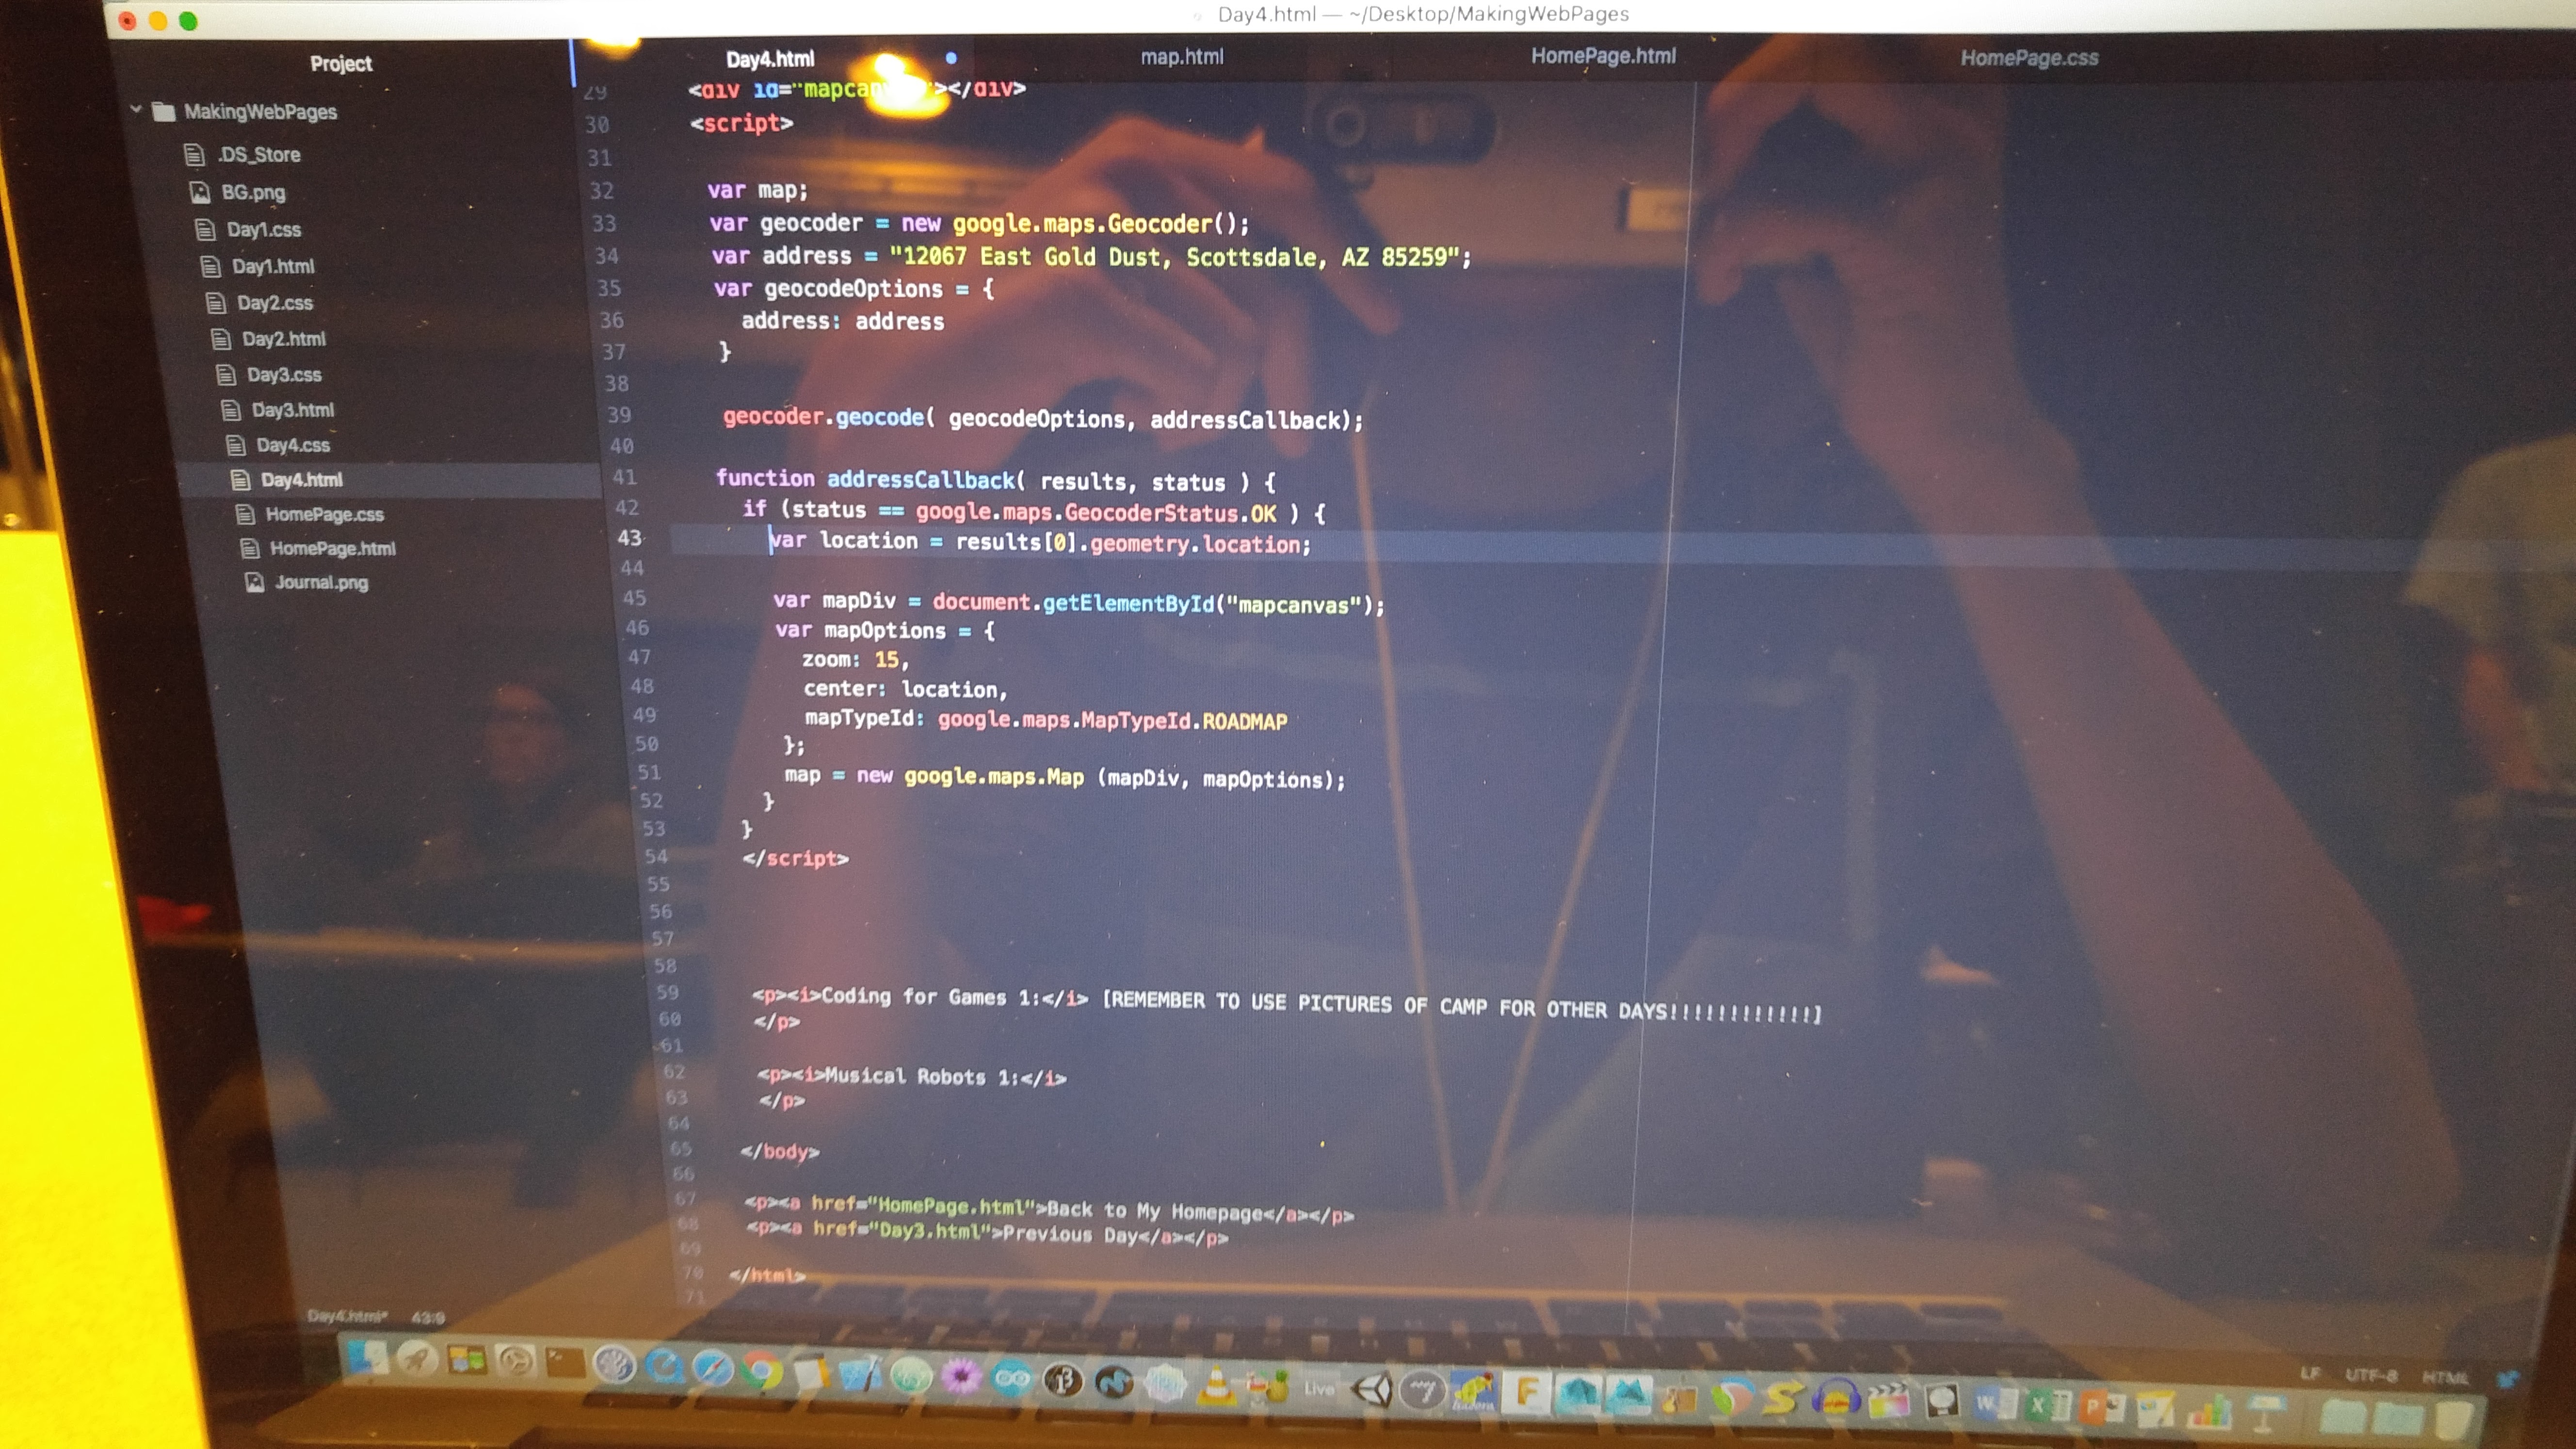 Day4.html — ~/Desktop/MakingWebPages
Project
Day4.html
map.html
HomePage.html
HomePage.css
MakingWebPages
.DS_Store
BG.png
Day1.css
Day1.html
Day2.css
Day2.html
Day3.css
Day3.html
Day4.css
Day4.html
HomePage.css
HomePage.html
Journal.png
29 <div id=" "></div>
30 <script>
31
32 var map;
33 var geocoder = new google.maps.Geocoder();
34 var address = "12067 East Gold Dust, Scottsdale, AZ 85259";
35 var geocodeOptions = {
36 address: address
37 }
38
39 geocoder.geocode( geocodeOptions, addressCallback);
40
41 function addressCallback( results, status ) {
42 if (status == google.maps.GeocoderStatus.OK ) {
43 var location = results[0].geometry.location;
44
45 var mapDiv = document.getElementById("mapcanvas");
46 var mapOptions = {
47 zoom: 15,
48 center: location,
49 mapTypeId: google.maps.MapTypeId.ROADMAP
50 };
51 map = new google.maps.Map (mapDiv, mapOptions);
52 }
53 }
54 </script>
55
56
57
58
59 <p><i>Coding for Games 1:</i> [REMEMBER TO USE PICTURES OF CAMP FOR OTHER DAYS!!!!!!!!!!!!]
60 </p>
61
62 <p><i>Musical Robots 1:</i>
63 </p>
64
65 </body>
66
67 <p><a href="HomePage.html">Back to My Homepage</a></p>
68 <p><a href="Day3.html">Previous Day</a></p>
69
70 </html>
71
Day4.html* 43:9
LF UTF-8 HTML
Live